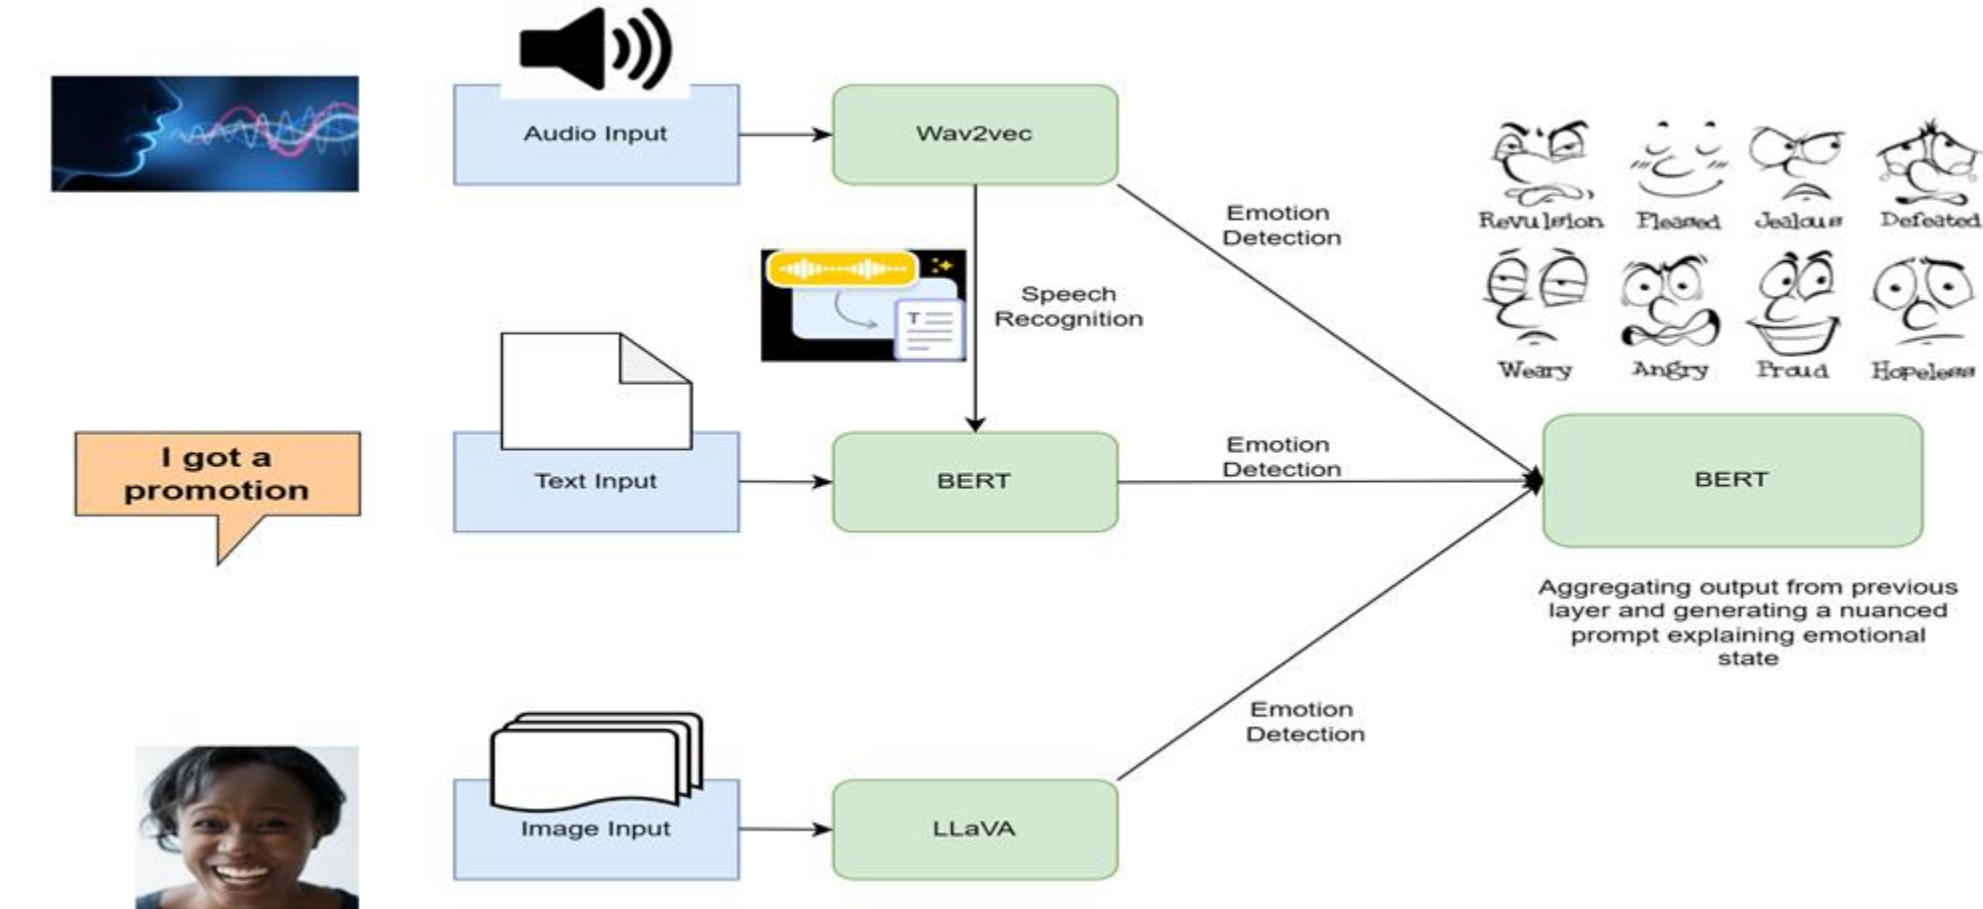 Audio Input
Wav2vec
Emotion
Detection
Revulsion Pleased Jealous Defeated
Speech
Recognition
T
Weary Angry Proud Hopeless
I got a
promotion
Text Input
BERT
Emotion
Detection
BERT
Aggregating output from previous
layer and generating a nuanced
prompt explaining emotional
state
Emotion
Detection
Image Input
LLaVA